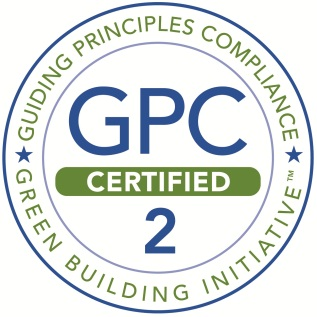 GUIDING PRINCIPLES COMPLIANCE
GPC
CERTIFIED
2
GREEN BUILDING INITIATIVE™